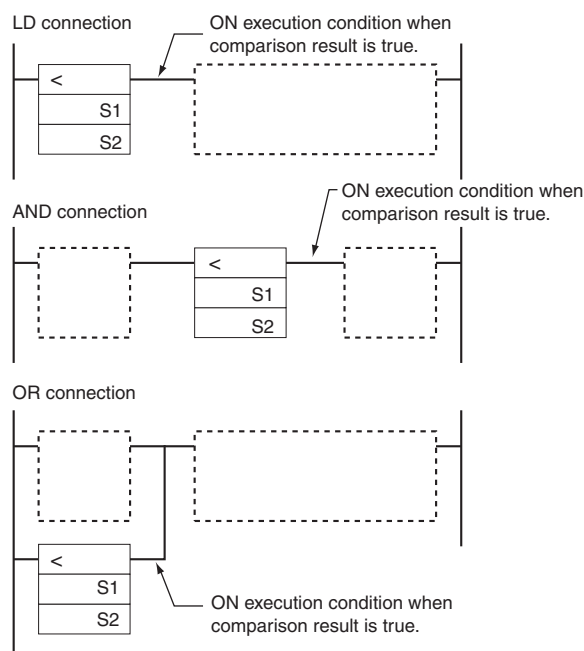 LD connection
ON execution condition when
comparison result is true.
<
S1
S2
AND connection
ON execution condition when
comparison result is true.
<
S1
S2
OR connection
<
S1
S2
ON execution condition when
comparison result is true.